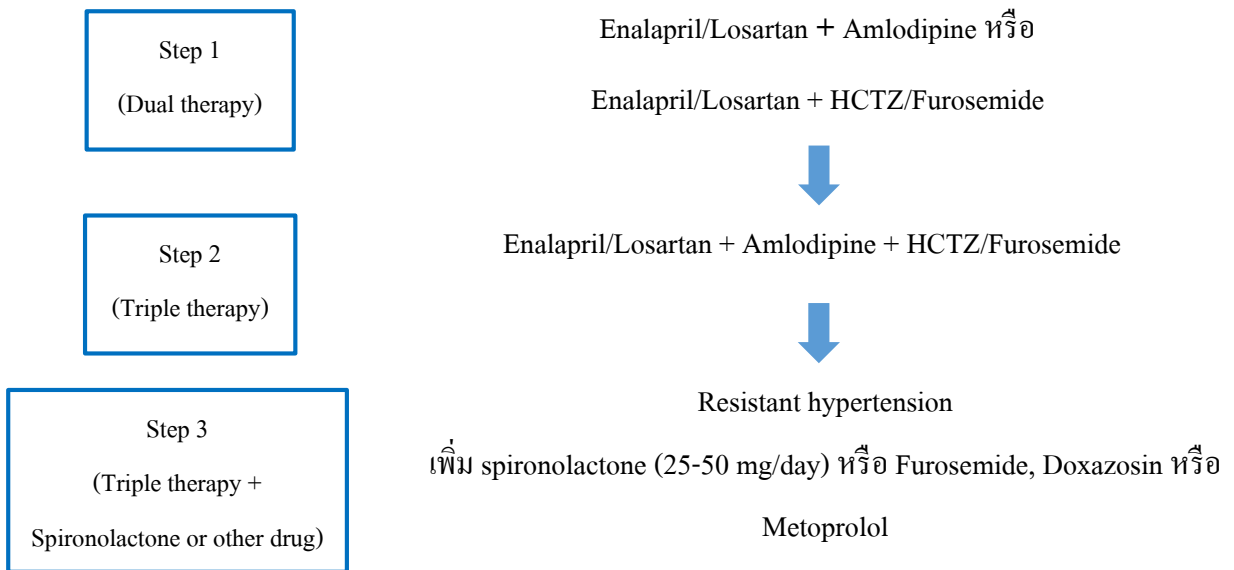 Step 1
(Dual therapy)
Enalapril/Losartan + Amlodipine หรือ
Enalapril/Losartan + HCTZ/Furosemide
Step 2
(Triple therapy)
Enalapril/Losartan + Amlodipine + HCTZ/Furosemide
Step 3
(Triple therapy +
Spironolactone or other drug)
Resistant hypertension
เพิ่ม spironolactone (25-50 mg/day) หรือ Furosemide, Doxazosin หรือ
Metoprolol